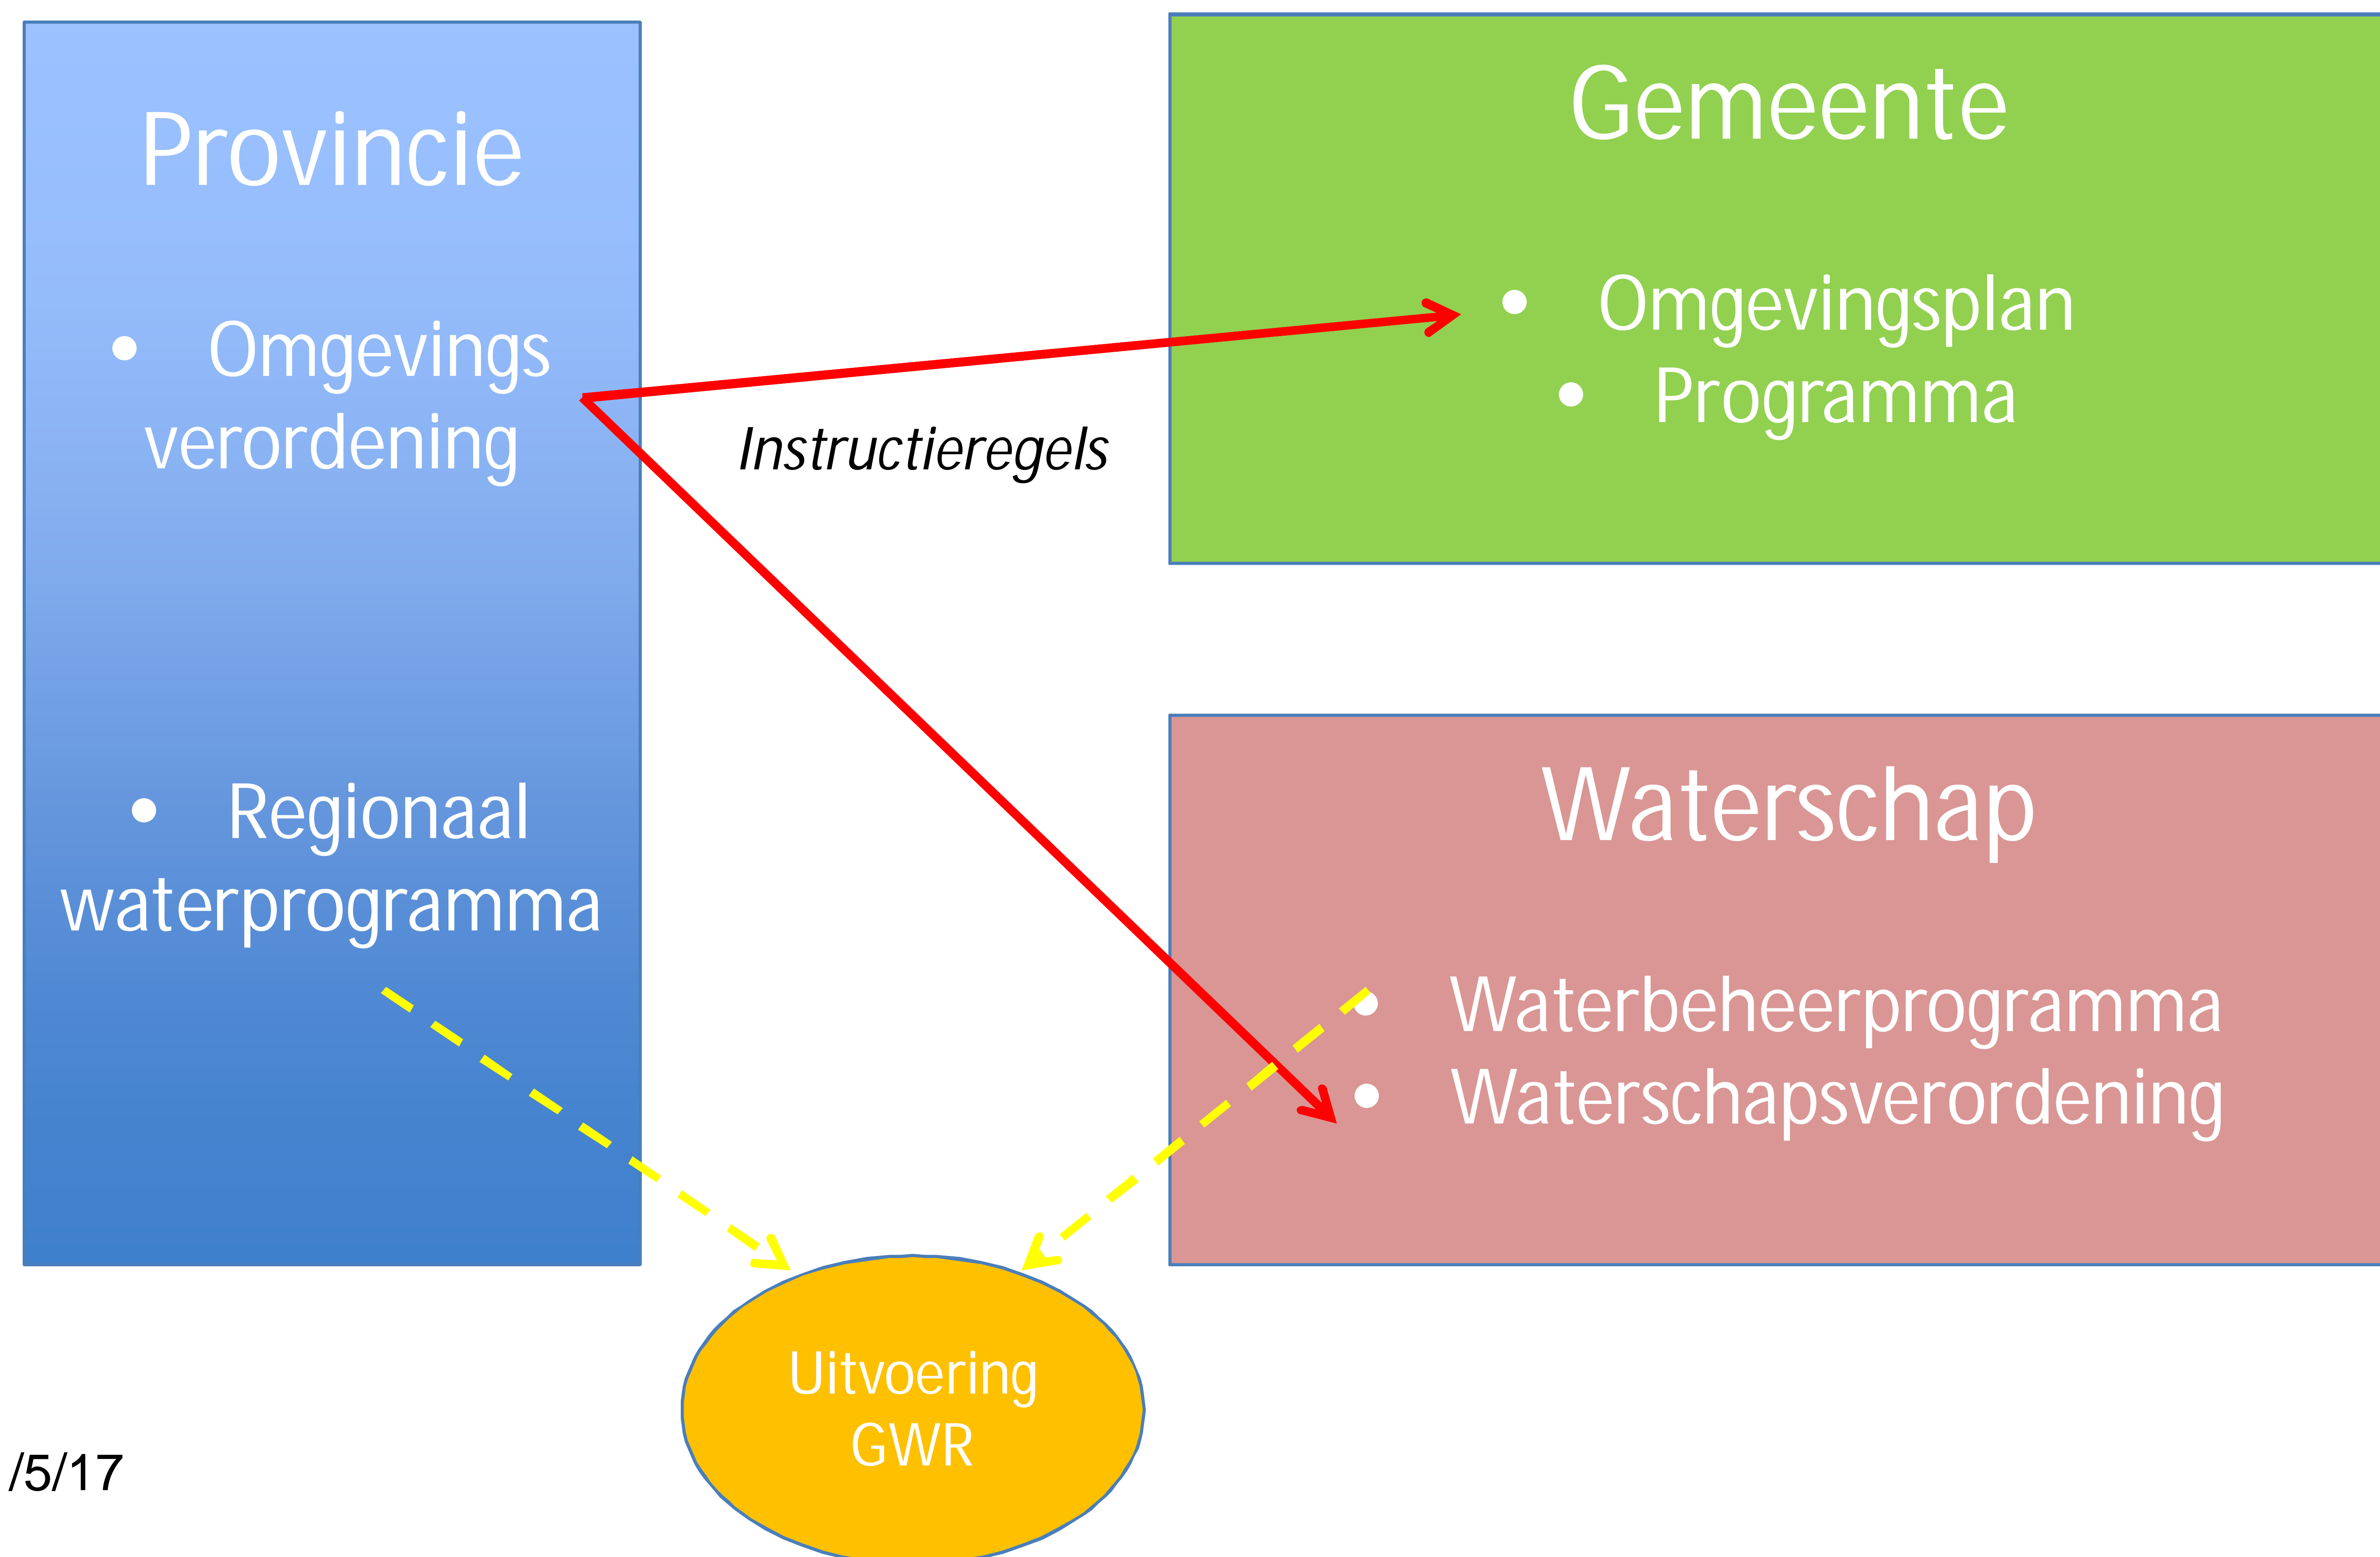 Provincie
• Omgevings
verordening
• Regionaal
waterprogramma
Instructieregels
Gemeente
• Omgevingsplan
• Programma
Waterschap
• Waterbeheerprogramma
• Waterschapsverordening
Uitvoering
GWR
/5/17